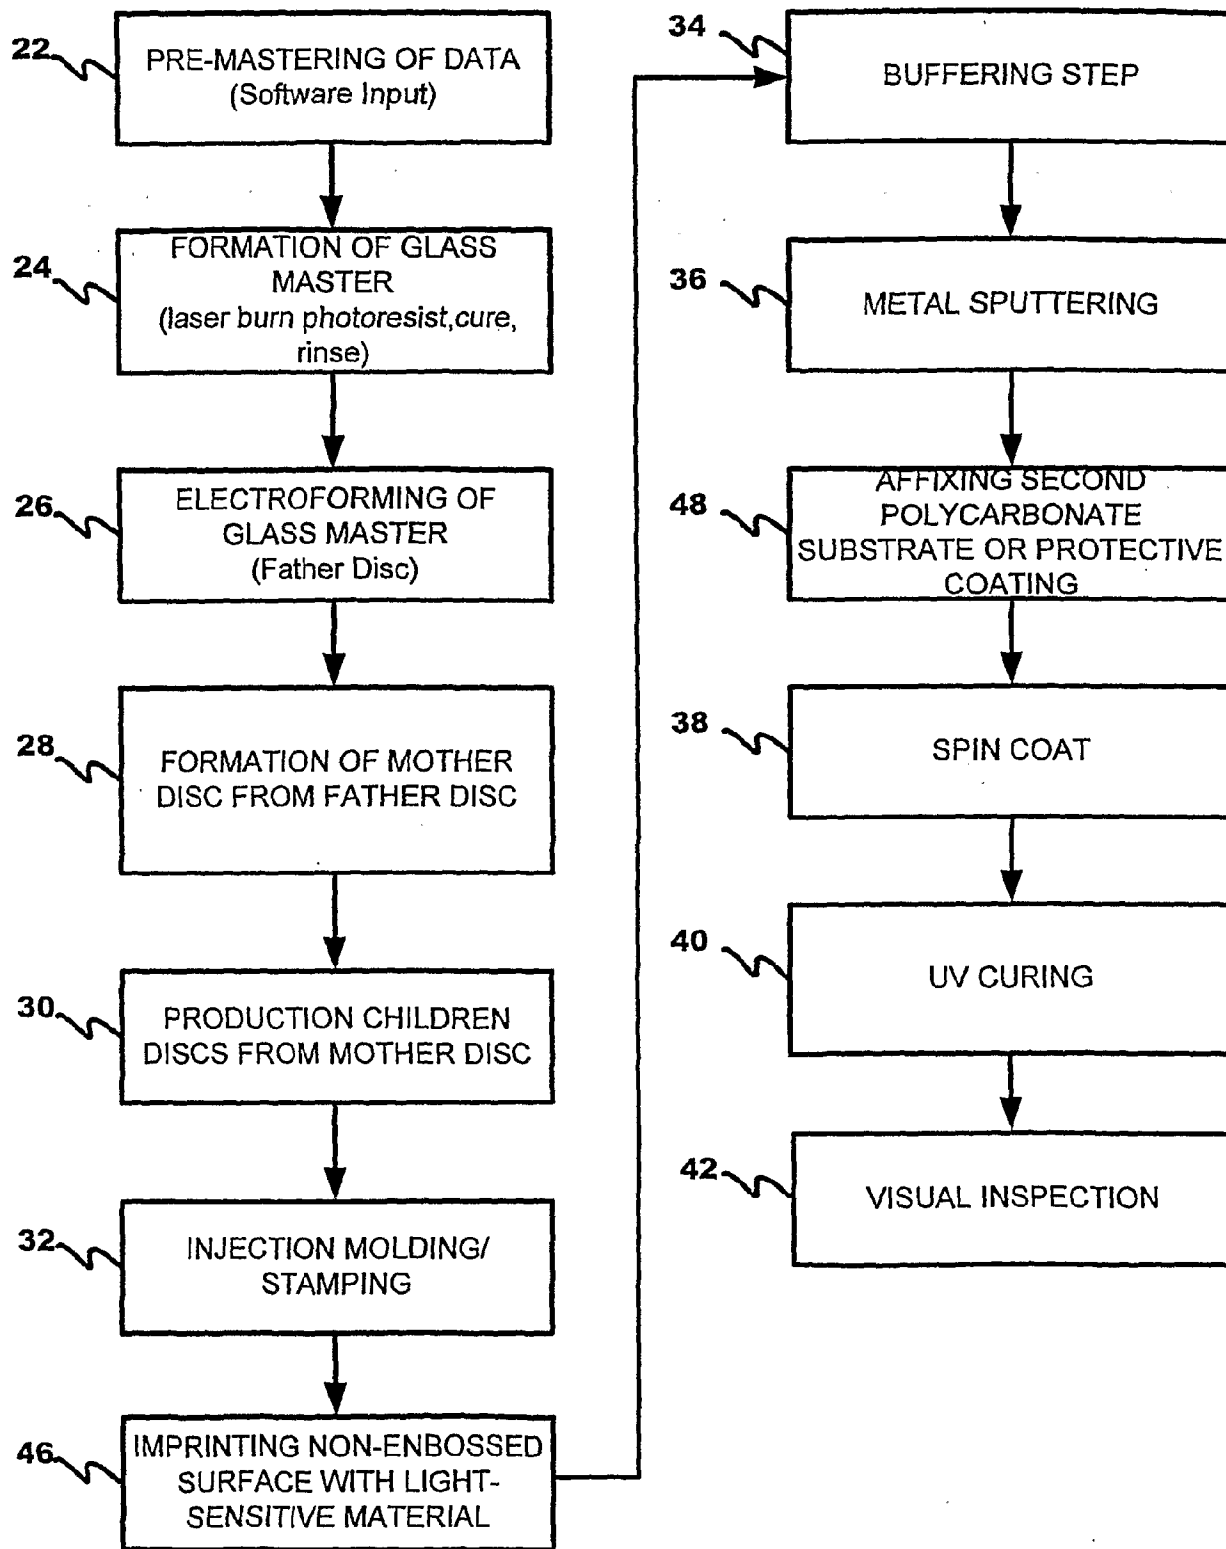 22
PRE-MASTERING OF DATA
(Software Input)
24
FORMATION OF GLASS
MASTER
(laser burn photoresist,cure,
rinse)
26
ELECTROFORMING OF
GLASS MASTER
(Father Disc)
28
FORMATION OF MOTHER
DISC FROM FATHER DISC
30
PRODUCTION CHILDREN
DISCS FROM MOTHER DISC
32
INJECTION MOLDING/
STAMPING
46
IMPRINTING NON-ENBOSSED
SURFACE WITH LIGHT-
SENSITIVE MATERIAL
34
BUFFERING STEP
36
METAL SPUTTERING
48
AFFIXING SECOND
POLYCARBONATE
SUBSTRATE OR PROTECTIVE
COATING
38
SPIN COAT
40
UV CURING
42
VISUAL INSPECTION